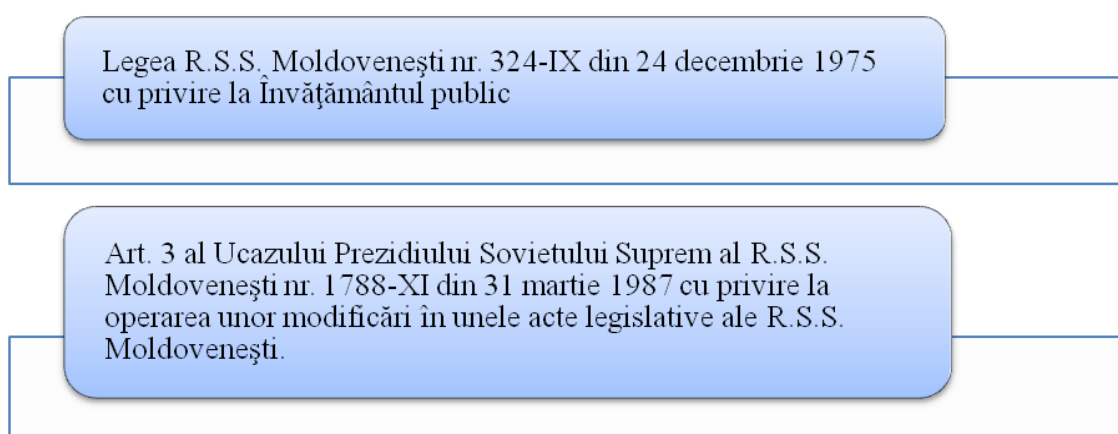 Legea R.S.S. Moldoveneşti nr. 324-IX din 24 decembrie 1975
cu privire la Învăţământul public
Art. 3 al Ucazului Prezidiului Sovietului Suprem al R.S.S.
Moldoveneşti nr. 1788-XI din 31 martie 1987 cu privire la
operarea unor modificări în unele acte legislative ale R.S.S.
Moldoveneşti.